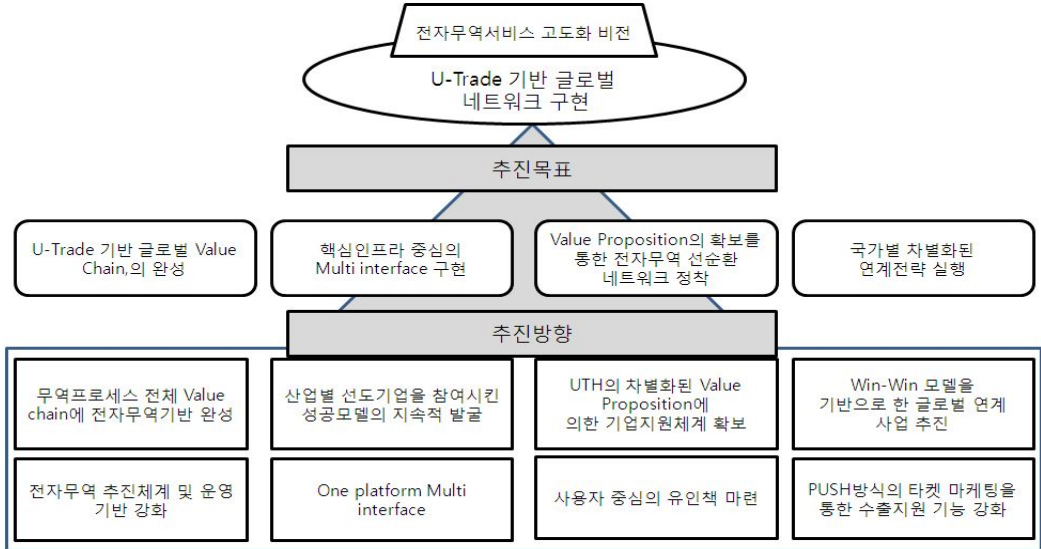 전자무역서비스 고도화 비전
U-Trade 기반 글로벌
네트워크 구현
추진목표
U-Trade 기반 글로벌 Value
Chain,의 완성
핵심인프라 중심의
Multi interface 구현
Value Proposition의 확보를
통한 전자무역 선순환
네트워크 정착
국가별 차별화된
연계전략 실행
추진방향
무역프로세스 전체 Value
chain에 전자무역기반 완성
산업별 선도기업을 참여시킨
성공모델의 지속적 발굴
UTH의 차별화된 Value
Proposition에
의한 기업지원체계 확보
Win-Win 모델을
기반으로 한 글로벌 연계
사업 추진
전자무역 추진체계 및 운영
기반 강화
One platform Multi
interface
사용자 중심의 유인책 마련
PUSH방식의 타켓 마케팅을
통한 수출지원 기능 강화